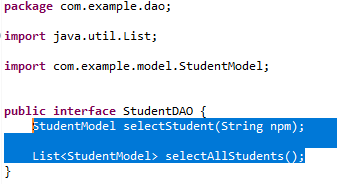 package com.example.dao;
import java.util.List;
import com.example.model.StudentModel;
public interface StudentDAO {
StudentModel selectStudent(String npm);
List<StudentModel> selectAllStudents();
}